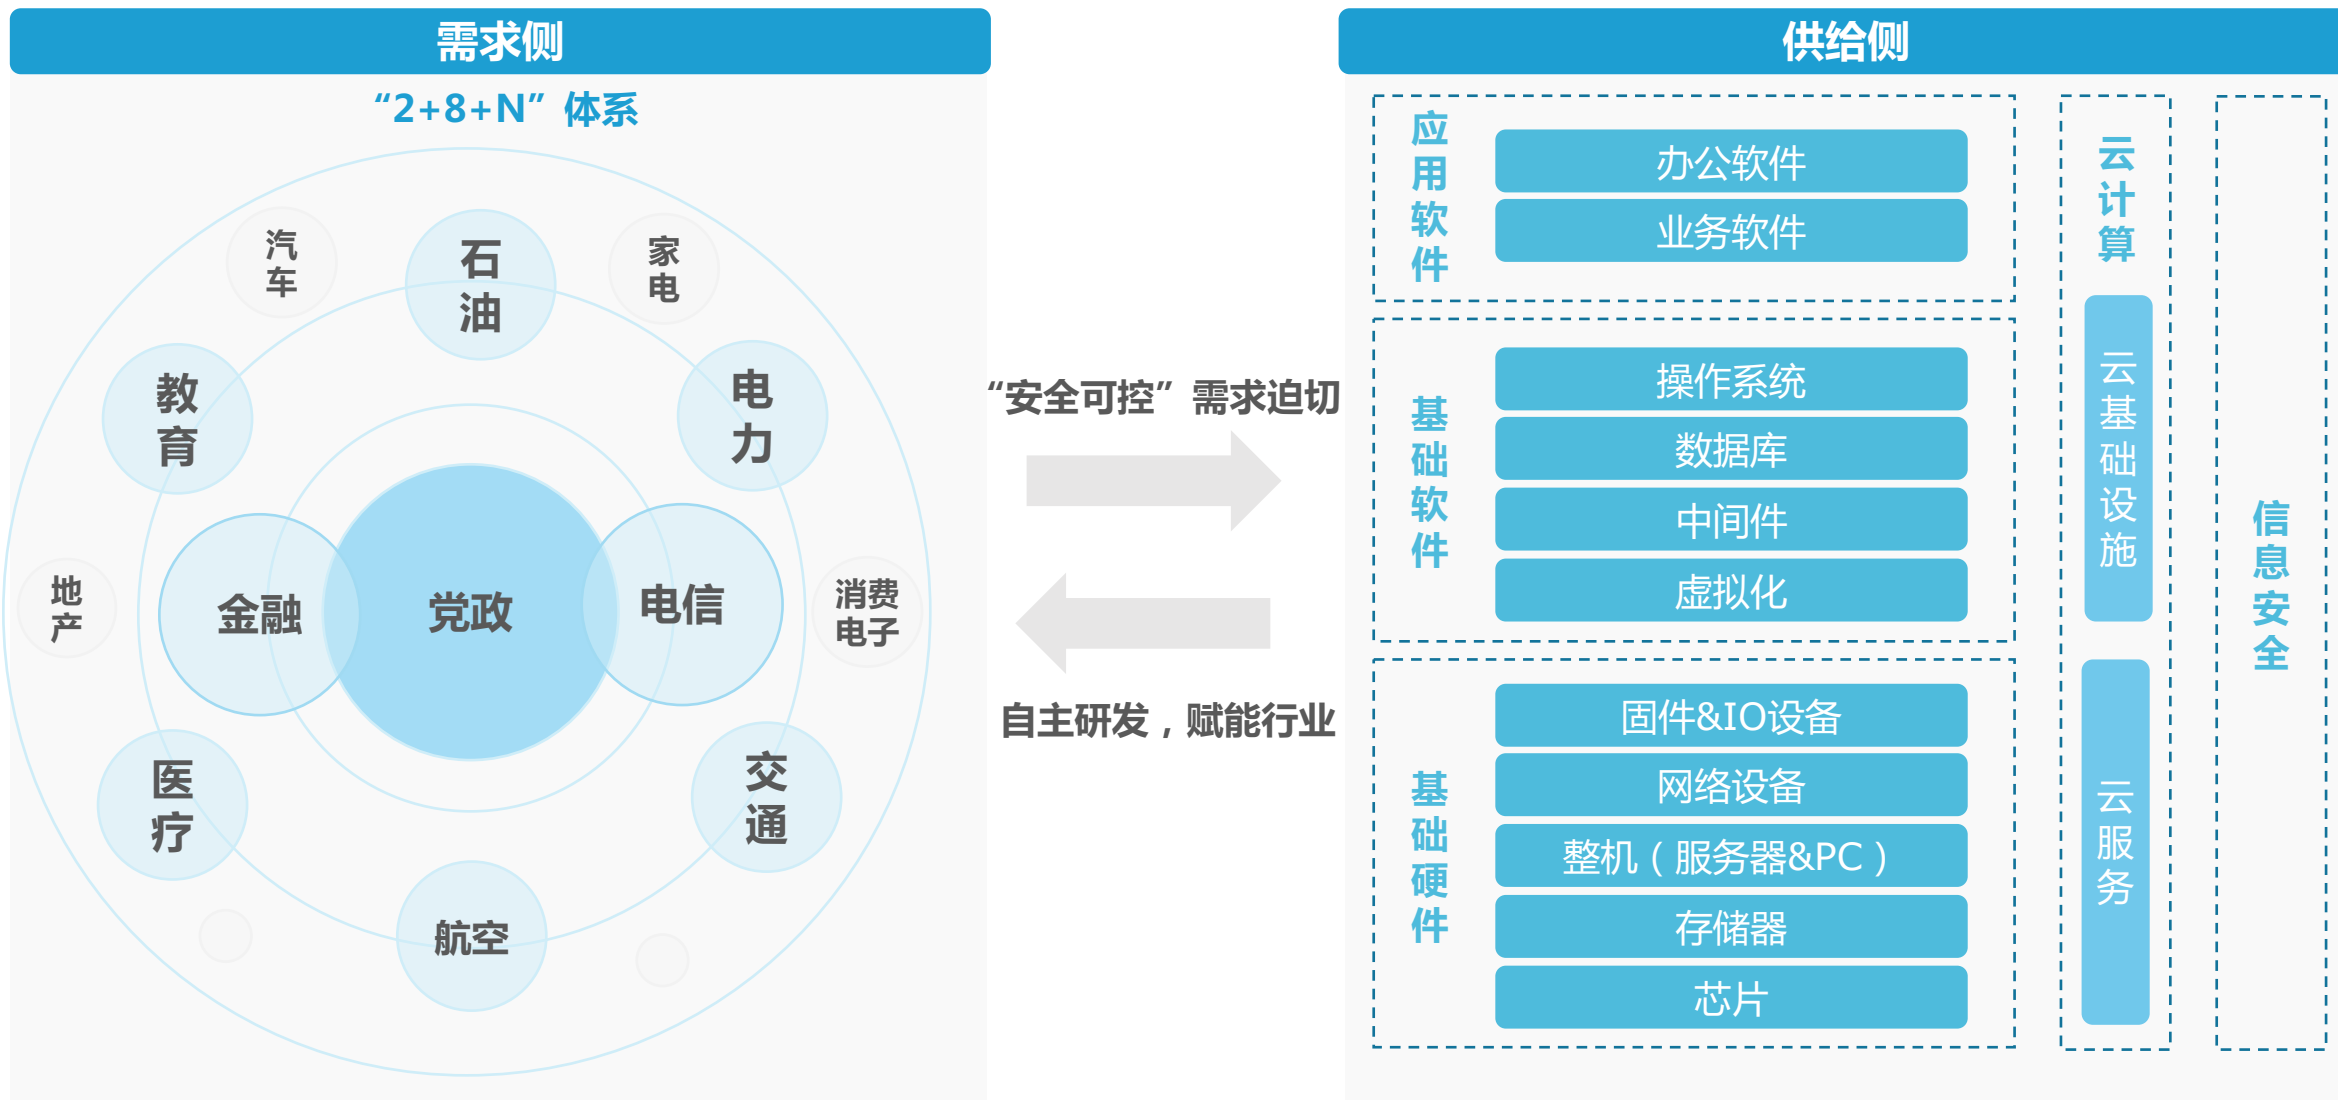 需求侧
“2+8+N”体系
汽车
石油
家电
教育
电力
金融
党政
电信
地产
消费
电子
医疗
交通
航空
“安全可控”需求迫切
自主研发，赋能行业
供给侧
应用软件
办公软件
业务软件
基础软件
操作系统
数据库
中间件
虚拟化
基础硬件
固件&IO设备
网络设备
整机（服务器&PC）
存储器
芯片
云计算
云基础设施
云服务
信息安全